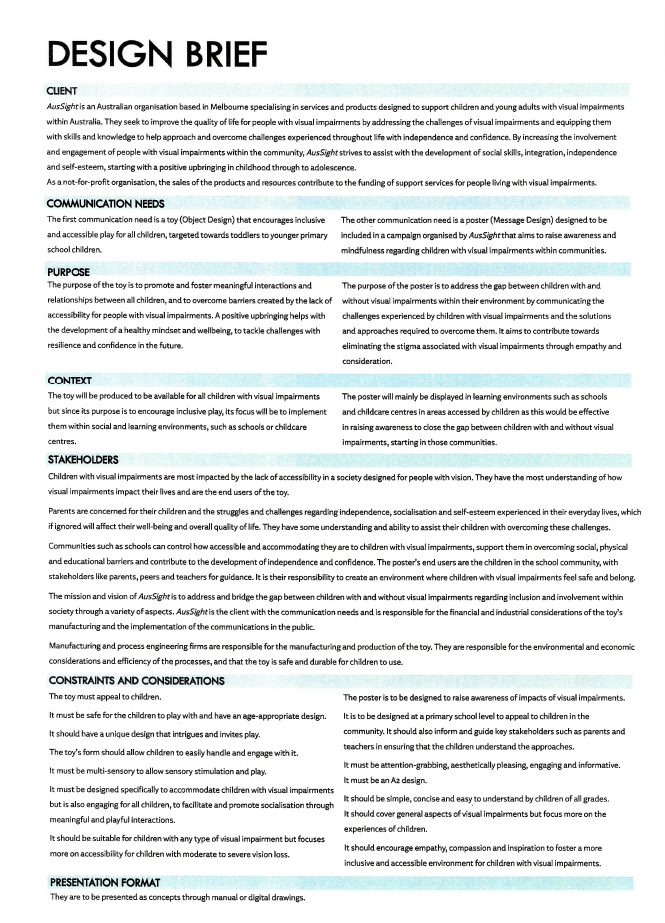 DESIGN BRIEF
CLIENT
AusSight is an Australian organisation based in Melbourne specialising in services and products designed to support children and young adults with visual impairments
within Australia. They seek to improve the quality of life for people with visual impairments by addressing the challenges of visual impairments and equipping them
with skills and knowledge to help approach and overcome challenges experienced throughout life with independence and confidence. By increasing the involvement
and engagement of people with visual impairments within the community, AusSight strives to assist with the development of social skills, integration, independence
and self-esteem, starting with a positive upbringing in childhood through to adolescence.
As a not-for-profit organisation, the sales of the products and resources contribute to the funding of support services for people living with visual impairments.
COMMUNICATION NEEDS
The first communication need is a toy (Object Design) that encourages inclusive
and accessible play for all children, targeted towards toddlers to younger primary
school children.
The other communication need is a poster (Message Design) designed to be
included in a campaign organised by AusSight that aims to raise awareness and
mindfulness regarding children with visual impairments within communities.
PURPOSE
The purpose of the toy is to promote and foster meaningful interactions and
relationships between all children, and to overcome barriers created by the lack of
accessibility for people with visual impairments. A positive upbringing helps with
the development of a healthy mindset and wellbeing, to tackle challenges with
resilience and confidence in the future.
The purpose of the poster is to address the gap between children with and
without visual impairments within their environment by communicating the
challenges experienced by children with visual impairments and the solutions
and approaches required to overcome them. It aims to contribute towards
eliminating the stigma associated with visual impairments through empathy and
consideration.
CONTEXT
The toy will be produced to be available for all children with visual impairments
but since its purpose is to encourage inclusive play, its focus will be to implement
them within social and learning environments, such as schools or childcare
centres.
The poster will mainly be displayed in learning environments such as schools
and childcare centres in areas accessed by children as this would be effective
in raising awareness to close the gap between children with and without visual
impairments, starting in those communities.
STAKEHOLDERS
Children with visual impairments are most impacted by the lack of accessibility in a society designed for people with vision. They have the most understanding of how
visual impairments impact their lives and are the end users of the toy.
Parents are concerned for their children and the struggles and challenges regarding independence, socialisation and self-esteem experienced in their everyday lives, which
if ignored will affect their well-being and overall quality of life. They have some understanding and ability to assist their children with overcoming these challenges.
Communities such as schools can control how accessible and accommodating they are to children with visual impairments, support them in overcoming social, physical
and educational barriers and contribute to the development of independence and confidence. The poster's end users are the children in the school community, with
stakeholders like parents, peers and teachers for guidance. It is their responsibility to create an environment where children with visual impairments feel safe and belong.
The mission and vision of AusSight is to address and bridge the gap between children with and without visual impairments regarding inclusion and involvement within
society through a variety of aspects. AusSight is the client with the communication needs and is responsible for the financial and industrial considerations of the toy's
manufacturing and the implementation of the communications in the public.
Manufacturing and process engineering firms are responsible for the manufacturing and production of the toy. They are responsible for the environmental and economic
considerations and efficiency of the processes, and that the toy is safe and durable for children to use.
CONSTRAINTS AND CONSIDERATIONS
The toy must appeal to children.
It must be safe for the children to play with and have an age-appropriate design.
It should have a unique design that intrigues and invites play.
The toy's form should allow children to easily handle and engage with it.
It must be multi-sensory to allow sensory stimulation and play.
It must be designed specifically to accommodate children with visual impairments
but is also engaging for all children, to facilitate and promote socialisation through
meaningful and playful interactions.
It should be suitable for children with any type of visual impairment but focuses
more on accessibility for children with moderate to severe vision loss.
The poster is to be designed to raise awareness of impacts of visual impairments.
It is to be designed at a primary school level to appeal to children in the
community. It should also inform and guide key stakeholders such as parents and
teachers in ensuring that the children understand the approaches.
It must be attention-grabbing, aesthetically pleasing, engaging and informative.
It must be an A2 design.
It should be simple, concise and easy to understand by children of all grades.
It should cover general aspects of visual impairments but focus more on the
experiences of children.
It should encourage empathy, compassion and inspiration to foster a more
inclusive and accessible environment for children with visual impairments.
PRESENTATION FORMAT
They are to be presented as concepts through manual or digital drawings.